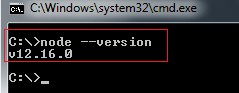 C:\Windows\system32\cmd.exe
C:\>node --version
v12.16.0
C:\>_